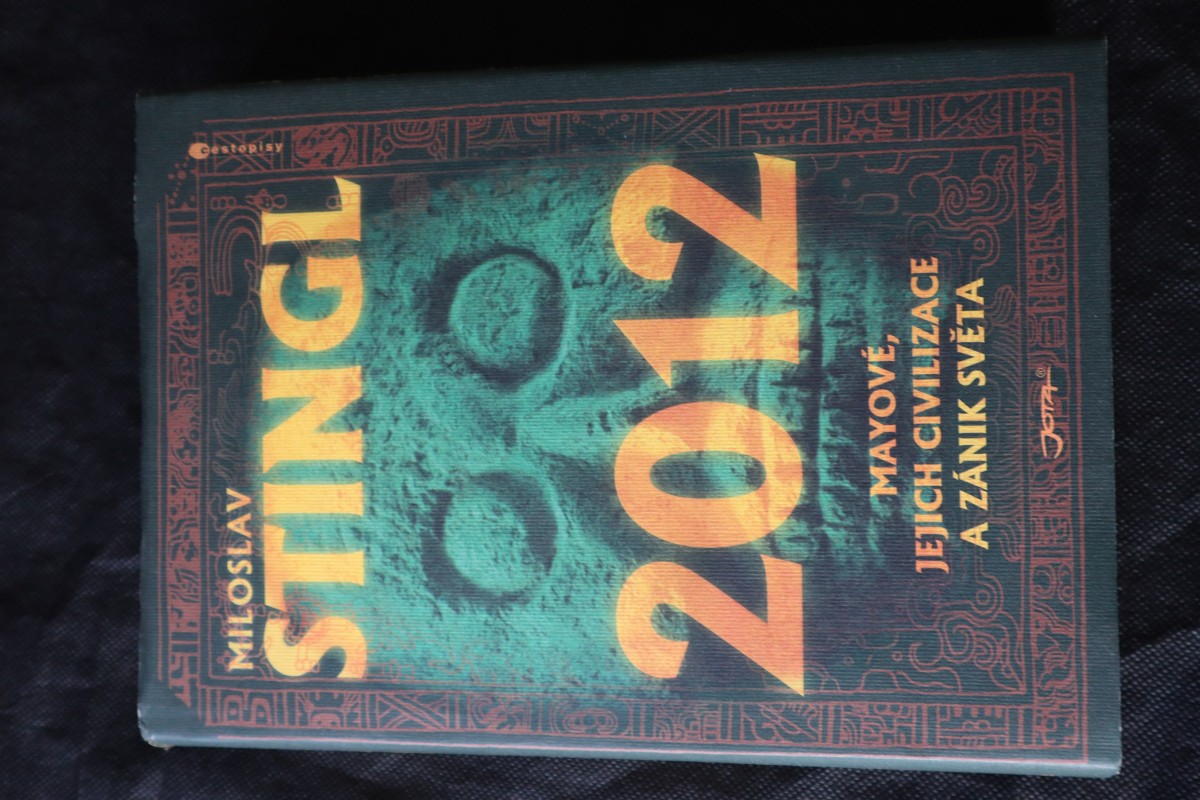 cestopisy
MILOSLAV
STINGL
2012
MAYOVÉ,
JEJICH CIVILIZACE
A ZÁNIK SVĚTA
JOTA®